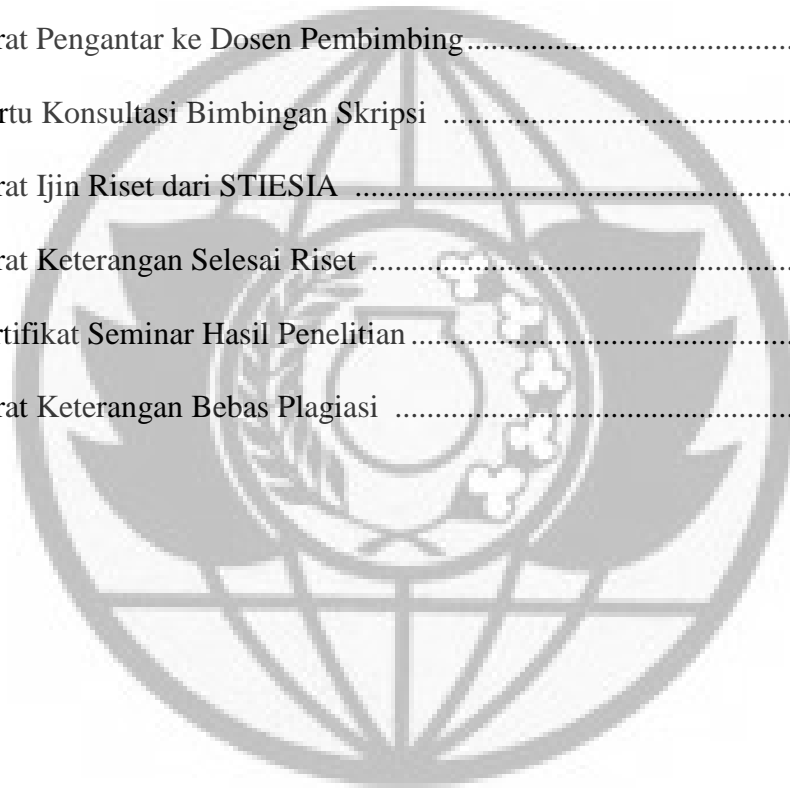 rat Pengantar ke Dosen Pembimbing........................................
rtu Konsultasi Bimbingan Skripsi ...........................................
rat Ijin Riset dari STIESIA ......................................................
rat Keterangan Selesai Riset ....................................................
rtifikat Seminar Hasil Penelitian ...............................................
rat Keterangan Bebas Plagiasi .................................................